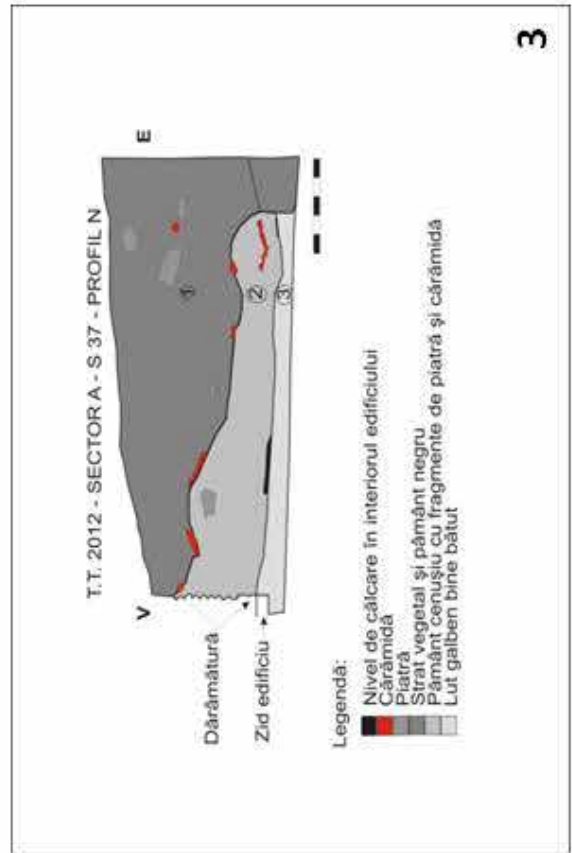 T.T. 2012 - SECTOR A - S 37 - PROFIL N
V
E
1
2
3
Dărâmătură
Zid edificiu
Legendă:
Nivel de călcare în interiorul edificiului
Cărămidă
Piatră
Strat vegetal și pământ negru
Pământ cenușiu cu fragmente de piatră și cărămidă
Lut galben bine bătut
3